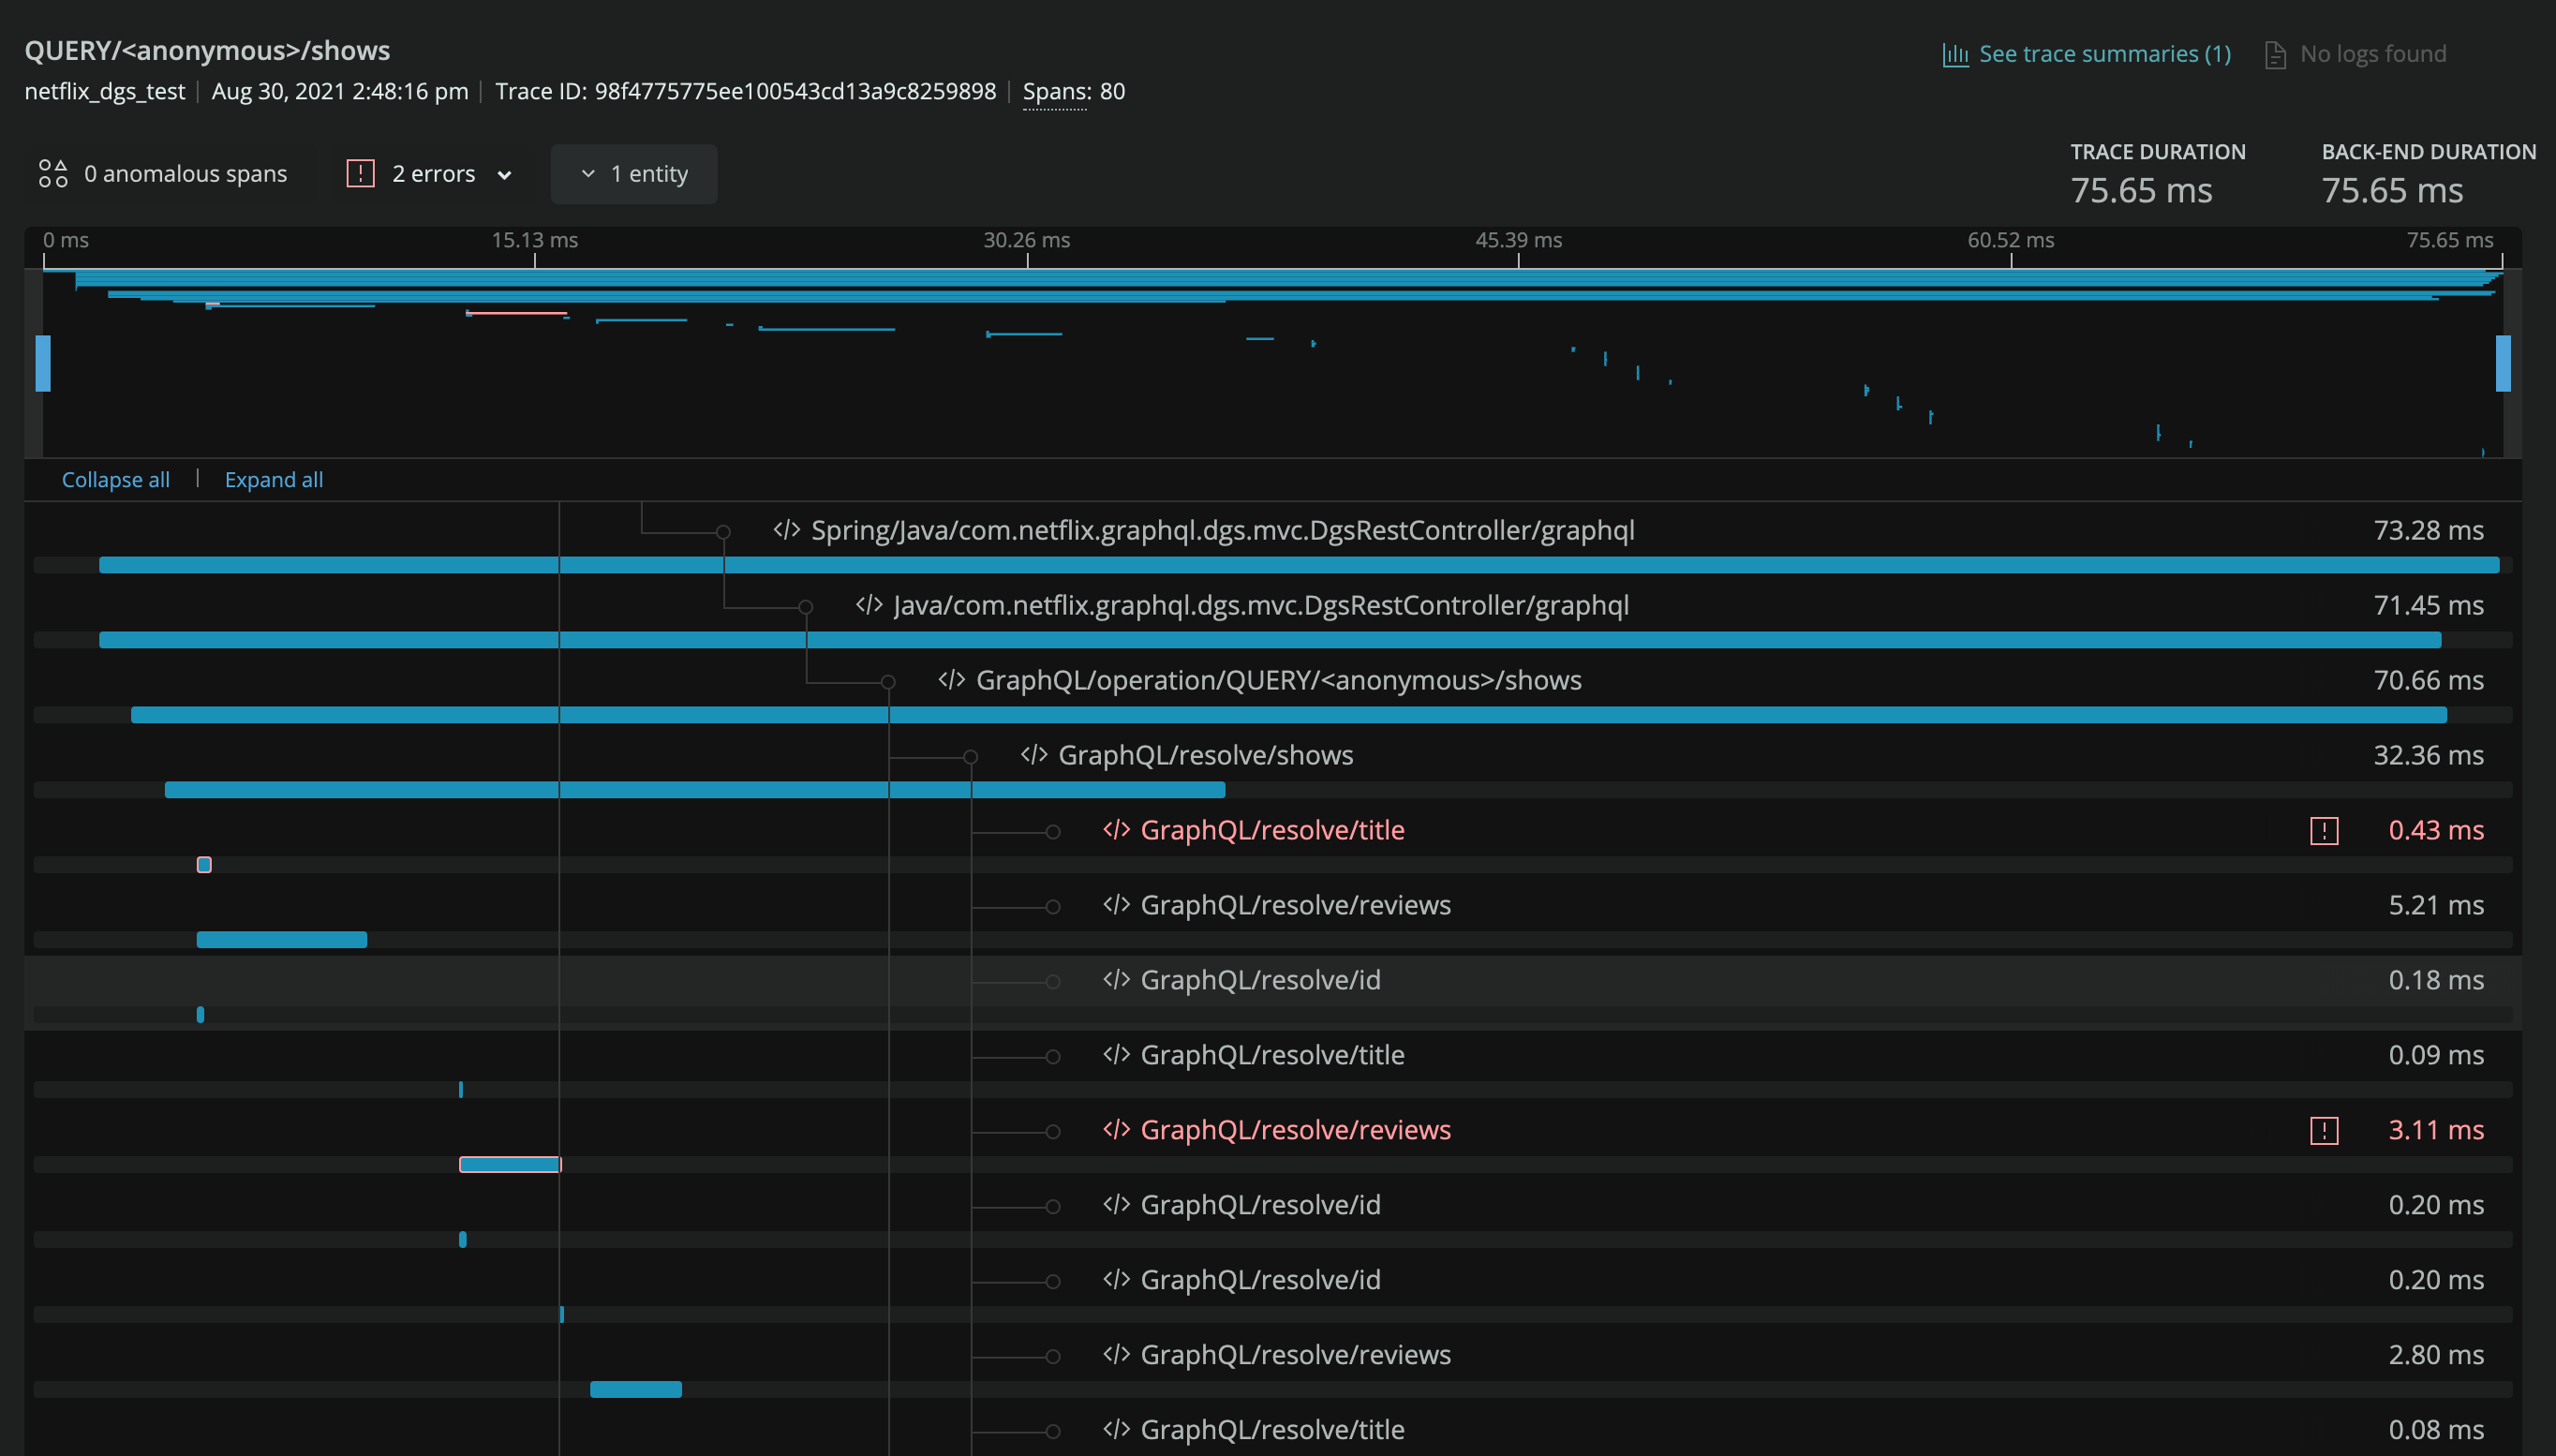 QUERY/<anonymous>/shows
See trace summaries (1)
No logs found
netflix_dgs_test
Aug 30, 2021 2:48:16 pm
Trace ID: 98f4775775ee100543cd13a9c8259898
Spans: 80
0 anomalous spans
2 errors
1 entity
TRACE DURATION
75.65 ms
BACK-END DURATION
75.65 ms
0 ms
15.13 ms
30.26 ms
45.39 ms
60.52 ms
75.65 ms
Collapse all
Expand all
</> Spring/Java/com.netflix.graphql.dgs.mvc.DgsRestController/graphql 73.28 ms
</> Java/com.netflix.graphql.dgs.mvc.DgsRestController/graphql 71.45 ms
</> GraphQL/operation/QUERY/<anonymous>/shows 70.66 ms
</> GraphQL/resolve/shows 32.36 ms
</> GraphQL/resolve/title 0.43 ms
</> GraphQL/resolve/reviews 5.21 ms
</> GraphQL/resolve/id 0.18 ms
</> GraphQL/resolve/title 0.09 ms
</> GraphQL/resolve/reviews 3.11 ms
</> GraphQL/resolve/id 0.20 ms
</> GraphQL/resolve/id 0.20 ms
</> GraphQL/resolve/reviews 2.80 ms
</> GraphQL/resolve/title 0.08 ms